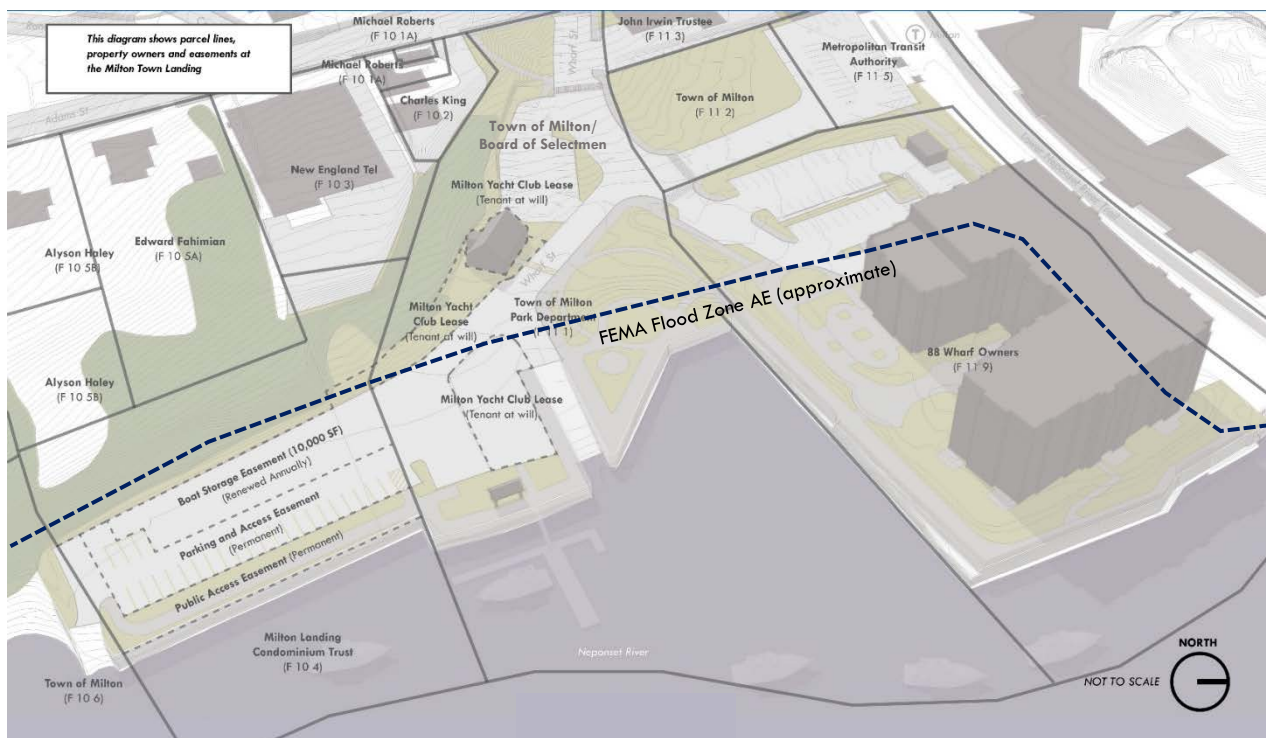 This diagram shows parcel lines,
property owners and easements at
the Milton Town Landing
Michael Roberts
(F 10 1A)
John Irwin Trustee
(F 11 3)
Wharf St
T Milton
Metropolitan Transit
Authority
(F 11 5)
Michael Roberts
(F 10 1A)
Charles King
(F 10 2)
Town of Milton
(F 11 2)
Adams St
Town of Milton/
Board of Selectmen
New England Tel
(F 10 3)
Milton Yacht Club Lease
(Tenant at will)
Edward Fahimian
(F 10 5A)
Alyson Haley
(F 10 5B)
Wharf St
FEMA Flood Zone AE (approximate)
Milton Yacht
Club Lease
(Tenant at will)
Town of Milton
Park Department
(F 11 1)
88 Wharf Owners
(F 11 9)
Alyson Haley
(F 10 5B)
Milton Yacht Club Lease
(Tenant at will)
Boat Storage Easement (10,000 SF)
(Renewed Annually)
Parking and Access Easement
(Permanent)
Public Access Easement (Permanent)
Milton Landing
Condominium Trust
(F 10 4)
Neponset River
Town of Milton
(F 10 6)
NORTH
NOT TO SCALE